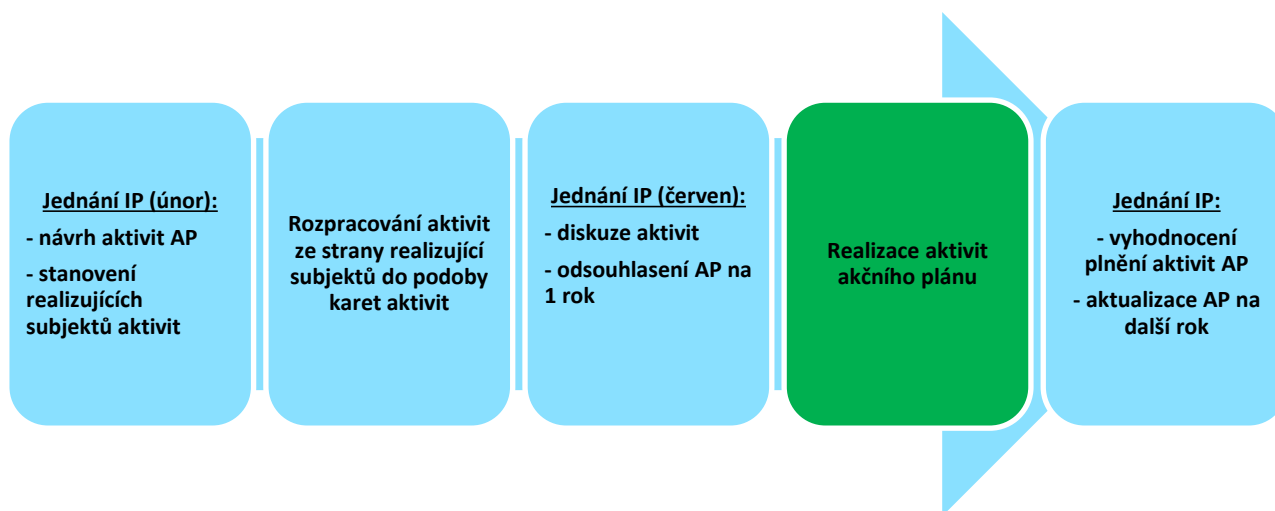 Jednání IP (únor):
- návrh aktivit AP
- stanovení
realizujících
subjektů aktivit
Rozpracování aktivit
ze strany realizující
subjektů do podoby
karet aktivit
Jednání IP (červen):
- diskuze aktivit
- odsouhlasení AP na
1 rok
Realizace aktivit
akčního plánu
Jednání IP:
- vyhodnocení
plnění aktivit AP
- aktualizace AP na
další rok